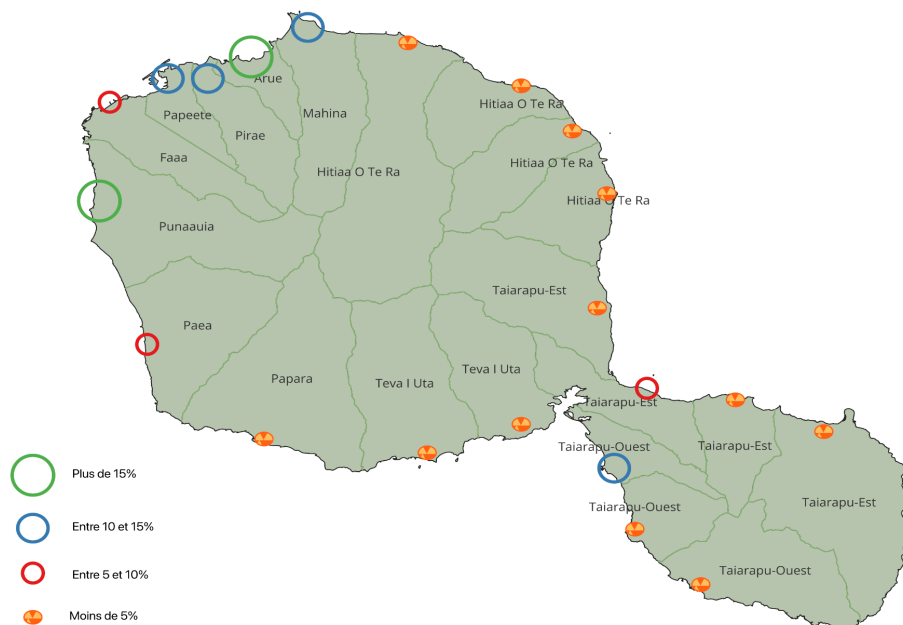 Arue
Hitiaa O Te Ra
Papeete
Mahina
Pirae
Faaa
Hitiaa O Te Ra
Hitiaa O Te Ra
Hitiaa O Te Ra
Punaauia
Taiarapu-Est
Paea
Papara
Teva I Uta
Teva I Uta
Taiarapu-Est
Taiarapu-Ouest
Taiarapu-Est
Taiarapu-Est
Taiarapu-Ouest
Taiarapu-Ouest
Plus de 15%
Entre 10 et 15%
Entre 5 et 10%
Moins de 5%